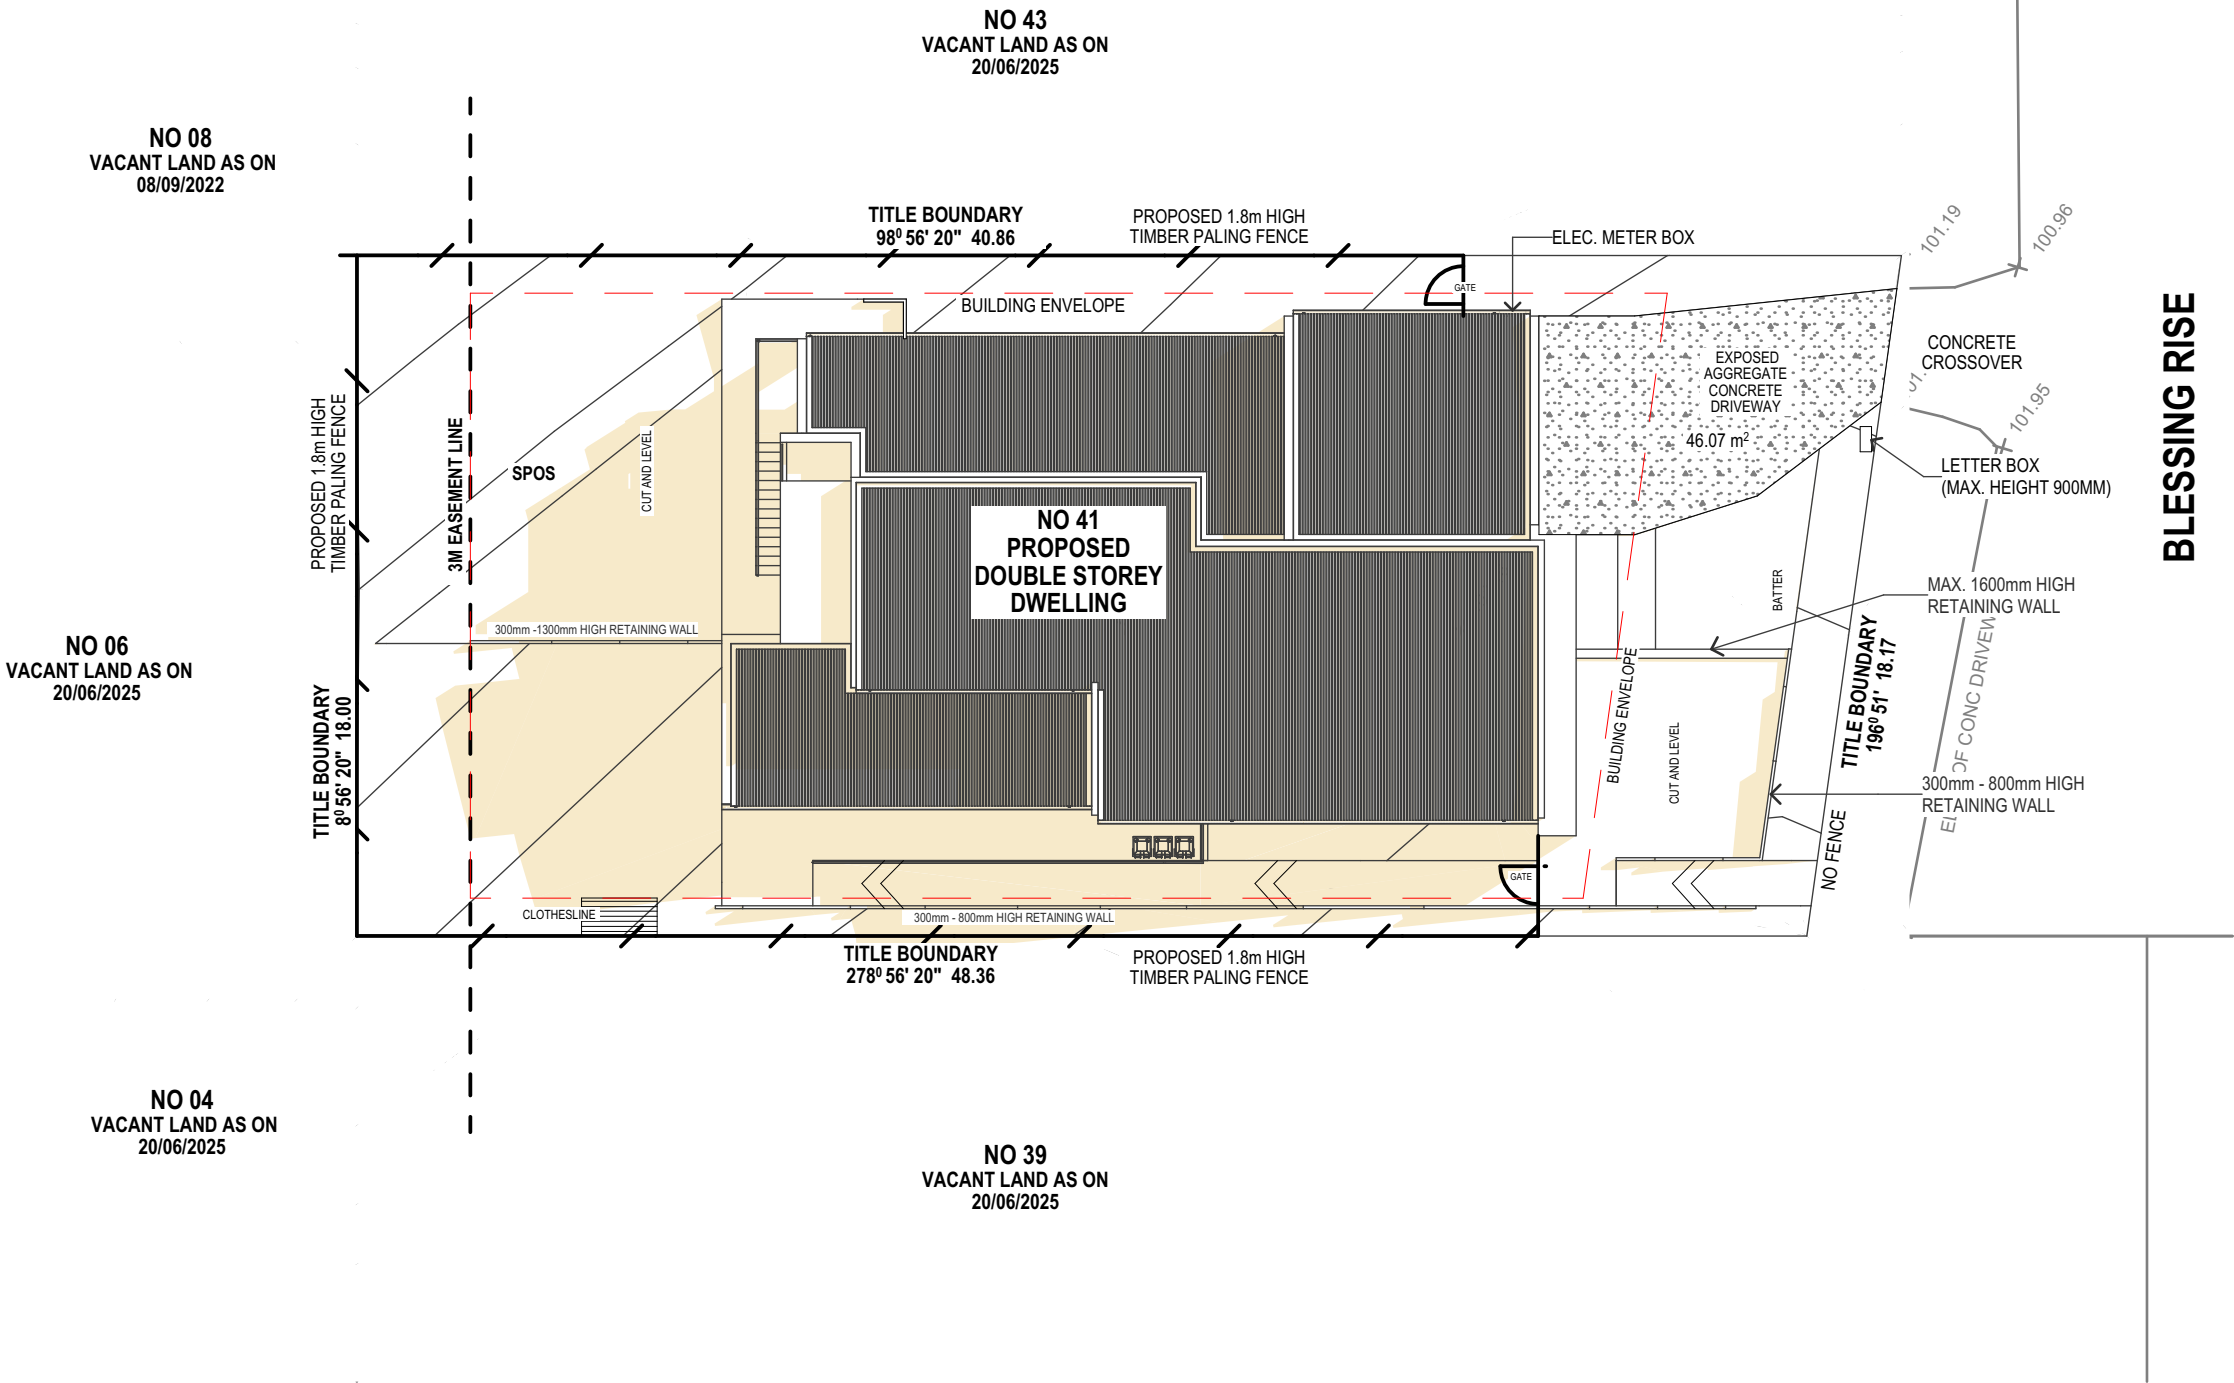 NO 43
VACANT LAND AS ON
20/06/2025
NO 08
VACANT LAND AS ON
08/09/2022
TITLE BOUNDARY
98⁰ 56' 20" 40.86
PROPOSED 1.8m HIGH
TIMBER PALING FENCE
ELEC. METER BOX
101.19
100.96
GATE
BUILDING ENVELOPE
CONCRETE
CROSSOVER
EXPOSED
AGGREGATE
CONCRETE
DRIVEWAY
46.07 m²
101.95
BLESSING RISE
PROPOSED 1.8m HIGH
TIMBER PALING FENCE
3M EASEMENT LINE
SPOS
CUT AND LEVEL
LETTER BOX
(MAX. HEIGHT 900MM)
NO 41
PROPOSED
DOUBLE STOREY
DWELLING
BATTER
MAX. 1600mm HIGH
RETAINING WALL
300mm -1300mm HIGH RETAINING WALL
NO 06
VACANT LAND AS ON
20/06/2025
TITLE BOUNDARY
8⁰ 56' 20" 18.00
BUILDING ENVELOPE
CUT AND LEVEL
TITLE BOUNDARY
196⁰ 51' 18.17
OF CONC DRIVEW
300mm - 800mm HIGH
RETAINING WALL
NO FENCE
GATE
CLOTHESLINE
300mm - 800mm HIGH RETAINING WALL
TITLE BOUNDARY
278⁰ 56' 20" 48.36
PROPOSED 1.8m HIGH
TIMBER PALING FENCE
NO 04
VACANT LAND AS ON
20/06/2025
NO 39
VACANT LAND AS ON
20/06/2025